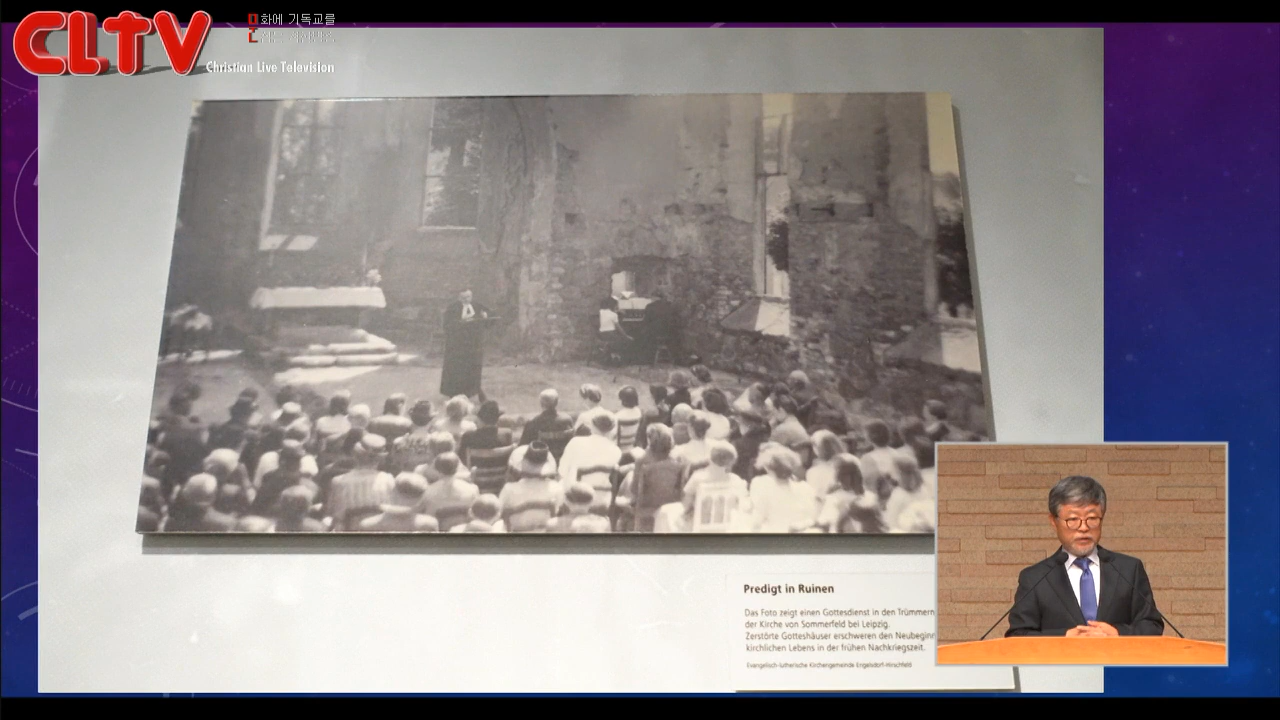 CLTV
화에 기독교를
Christian Live Television
Predigt in Ruinen
Das Foto zeigt einen Gottesdienst in den Trümmern
der Kirche von Sommerfeld bei Leipzig.
Zerstörte Gotteshäuser erschweren den Neubeginn
kirchlichen Lebens in der frühen Nachkriegszeit.
Evangelisch-lutherische Kirchengemeinde Engelsdorf-Hirschfeld